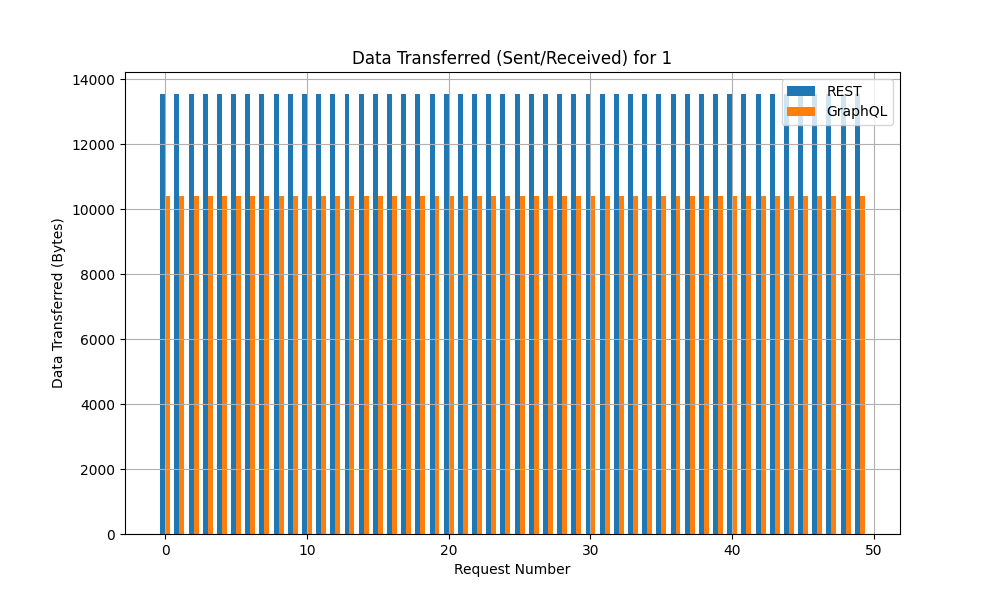 Data Transferred (Sent/Received) for 1
REST
GraphQL
14000
12000
10000
8000
6000
4000
2000
0
Data Transferred (Bytes)
0 10 20 30 40 50
Request Number